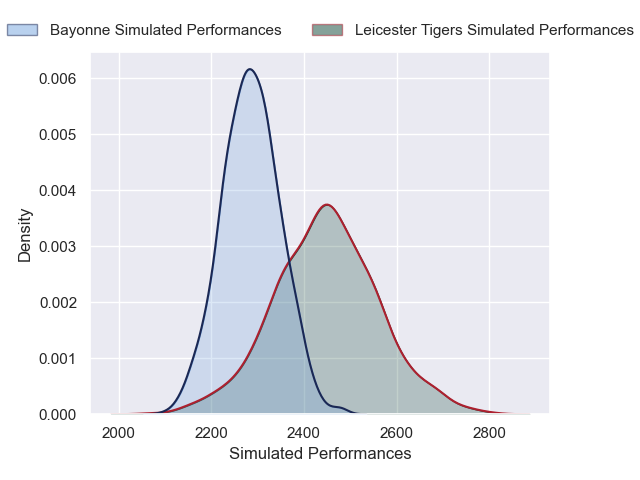 Bayonne Simulated Performances
Leicester Tigers Simulated Performances
0.006
0.005
0.004
0.003
0.002
0.001
0.000
Density
2000 2200 2400 2600 2800
Simulated Performances